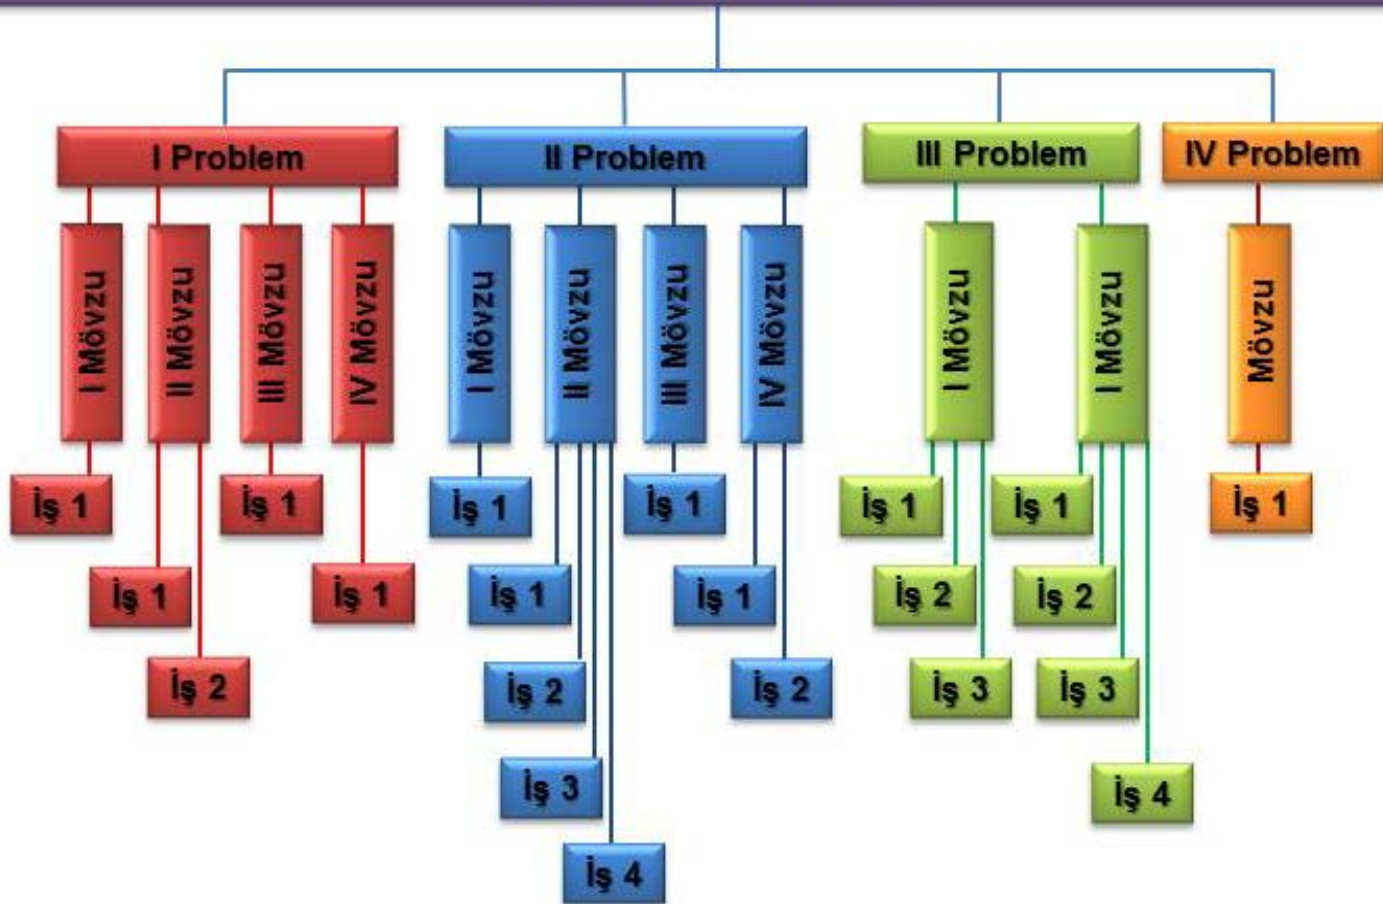 I Problem
II Problem
III Problem
IV Problem
I Mövzu
II Mövzu
III Mövzu
IV Mövzu
I Mövzu
II Mövzu
III Mövzu
IV Mövzu
I Mövzu
I Mövzu
Mövzu
İş 1
İş 1
İş 1
İş 1
İş 1
İş 1
İş 1
İş 1
İş 1
İş 1
İş 2
İş 1
İş 2
İş 2
İş 2
İş 2
İş 3
İş 3
İş 3
İş 4
İş 4